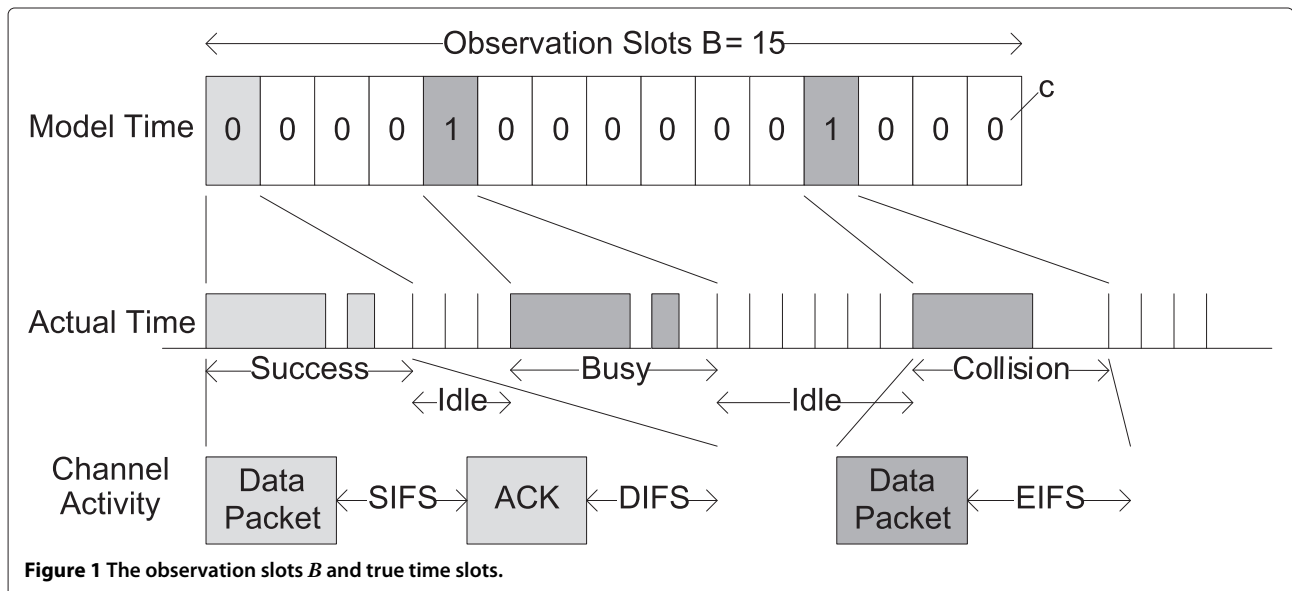 Observation Slots B= 15
c
Model Time 0 0 0 0 1 0 0 0 0 0 0 1 0 0 0
Actual Time
Success Busy Collision
Idle Idle
Channel
Activity
Data
Packet
SIFS ACK DIFS
Data
Packet
EIFS
Figure 1 The observation slots B and true time slots.